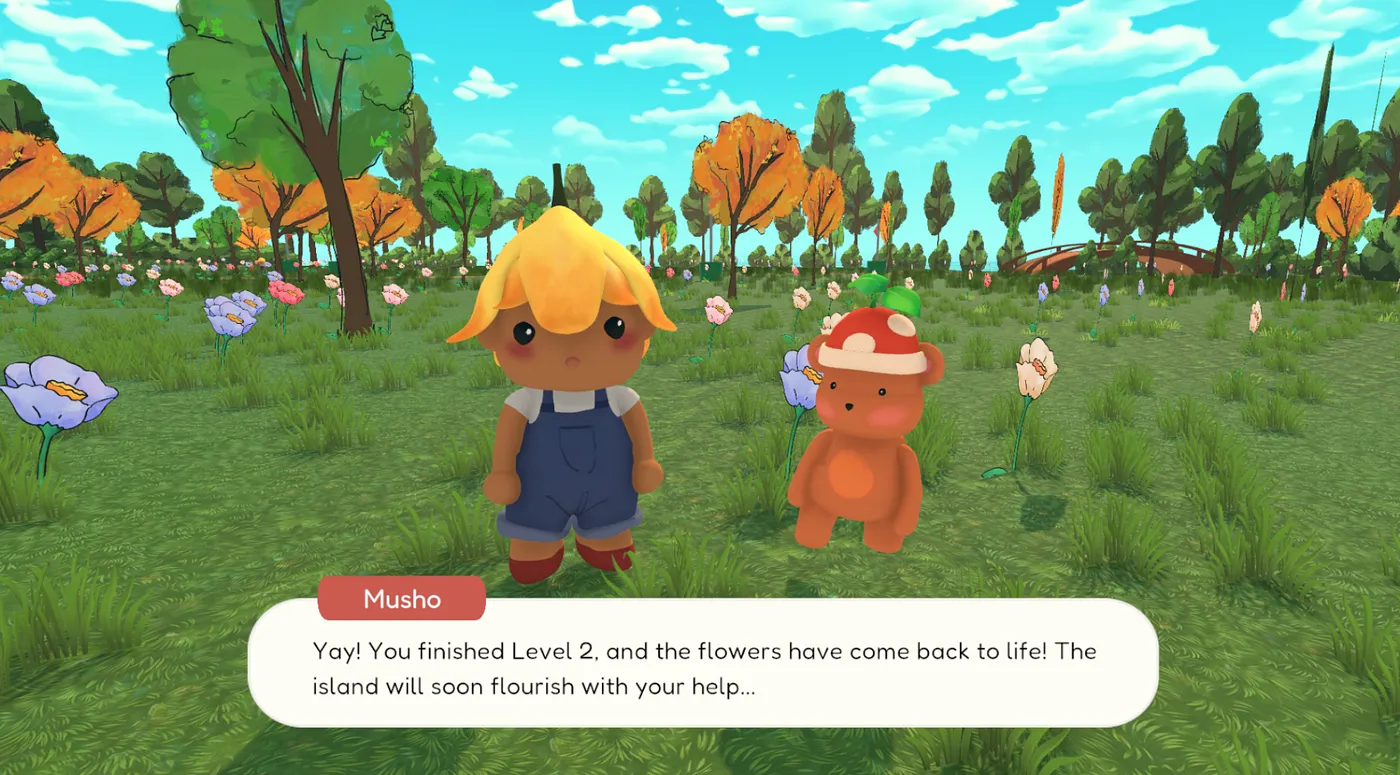 Musho
Yay! You finished Level 2, and the flowers have come back to life! The
island will soon flourish with your help...